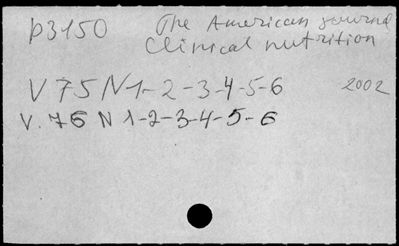 p3150 The American journal
Clinical nutrition
V 75 N 1-2-3-4-5-6 2002
V. 76 N 1-2-3-4-5-6